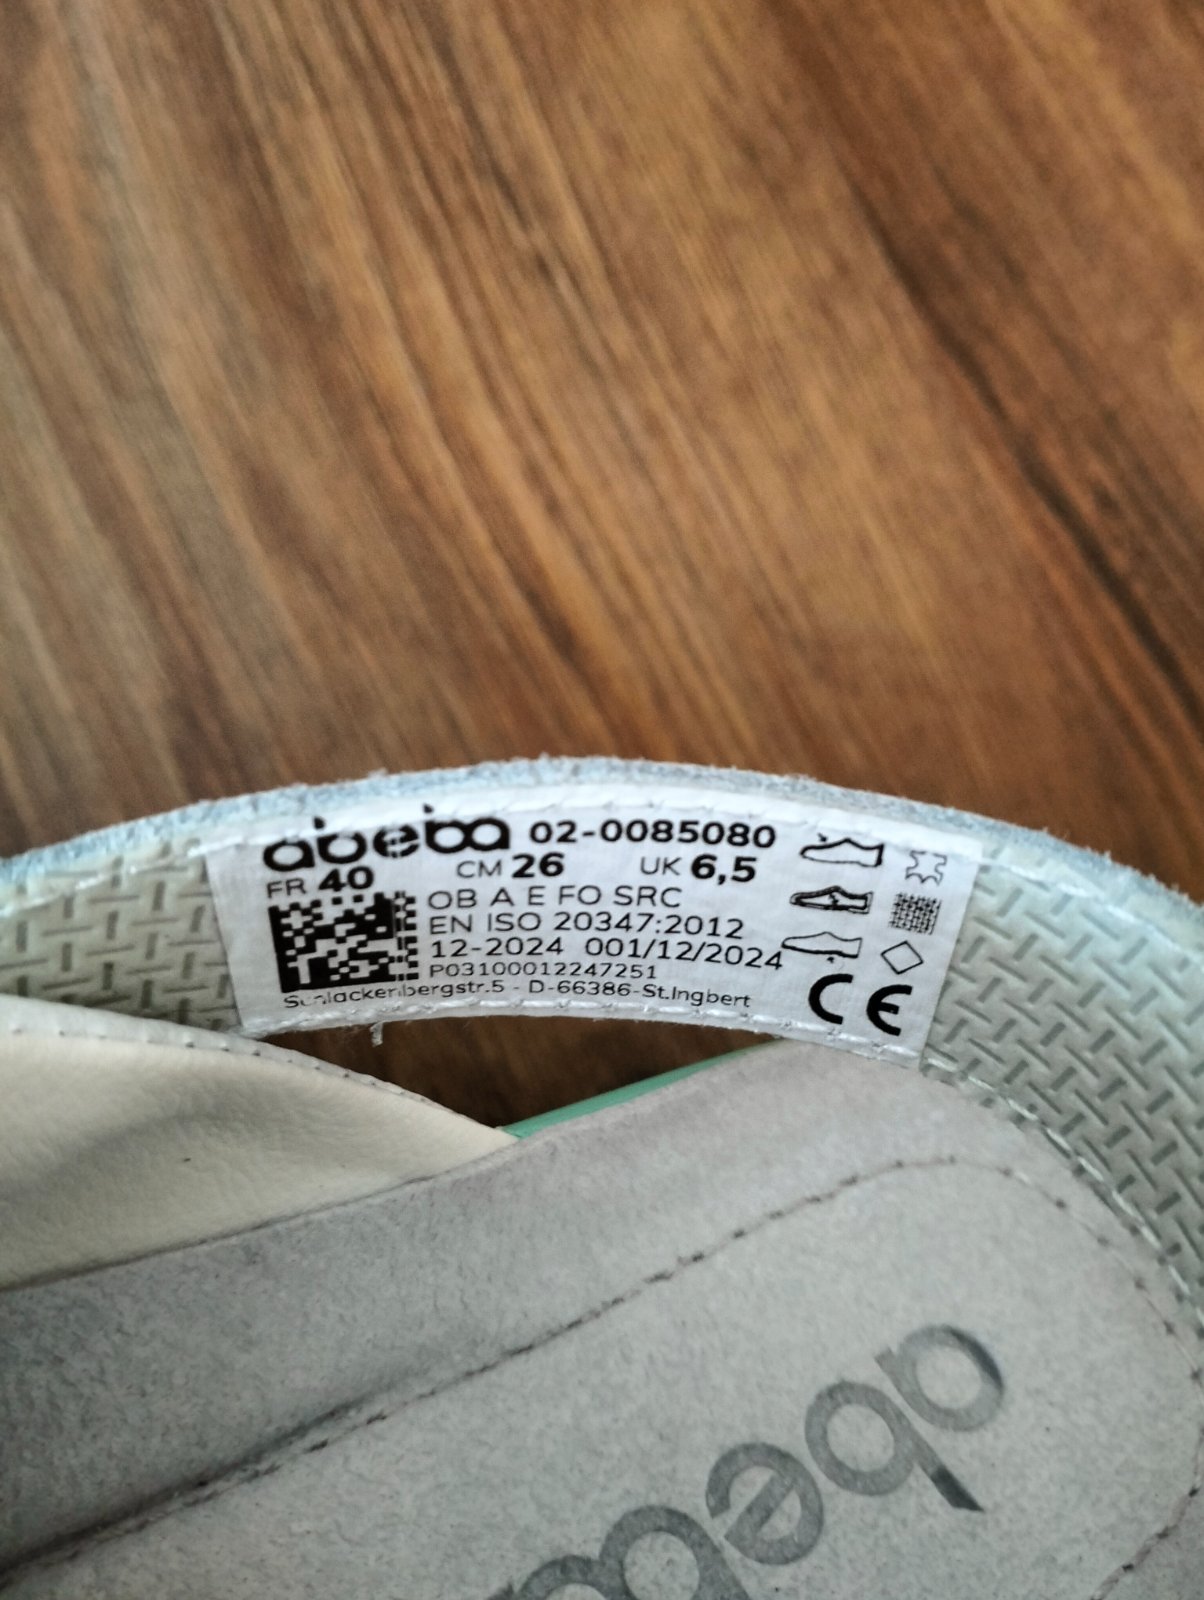 abeba 02-0085080
FR 40 CM 26 UK 6,5
OB A E FO SRC
EN ISO 20347:2012
12-2024 001/12/2024
P03100012247251
Schlackenbergstr.5 - D-66386-St.Ingbert
CE
abeba